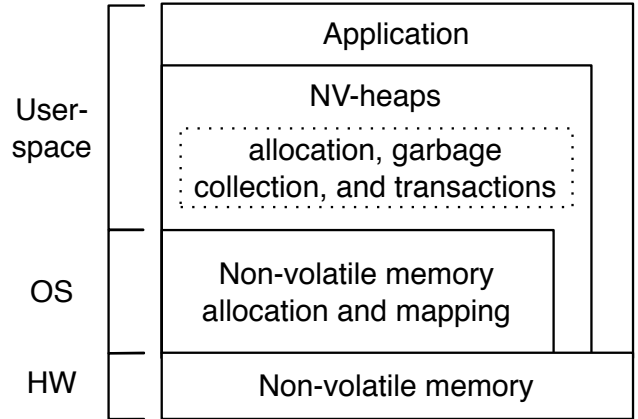 Application
NV-heaps
User-
space
allocation, garbage
collection, and transactions
OS
Non-volatile memory
allocation and mapping
HW
Non-volatile memory